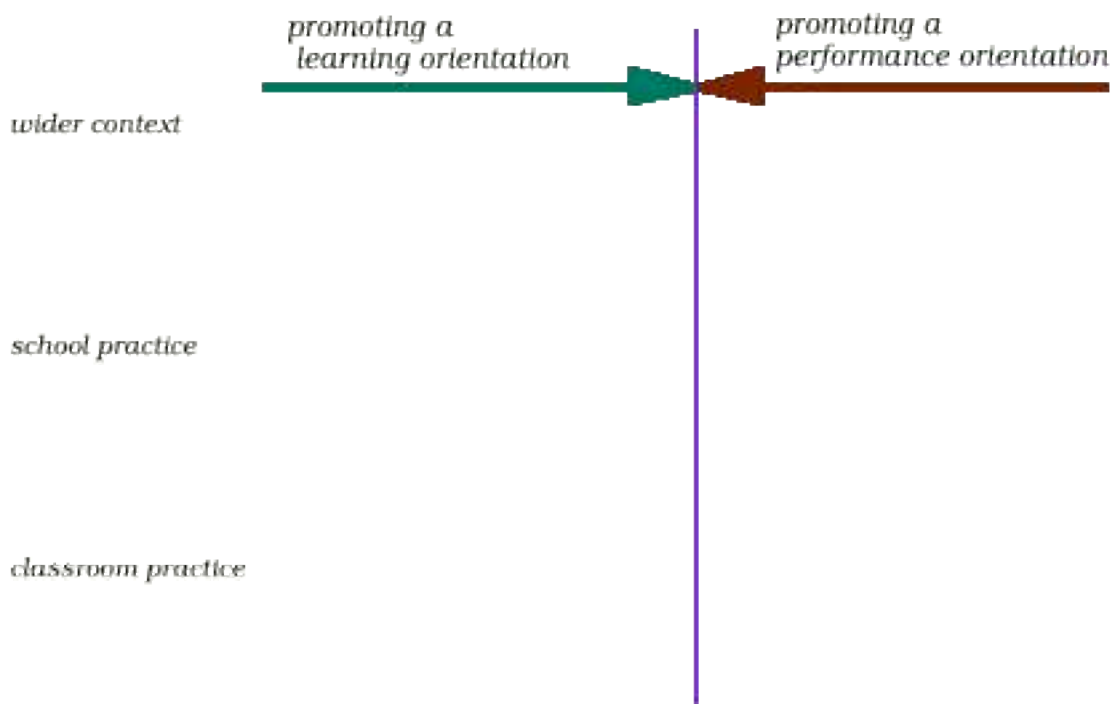 promoting a
learning orientation
promoting a
performance orientation
wider context
school practice
classroom practice